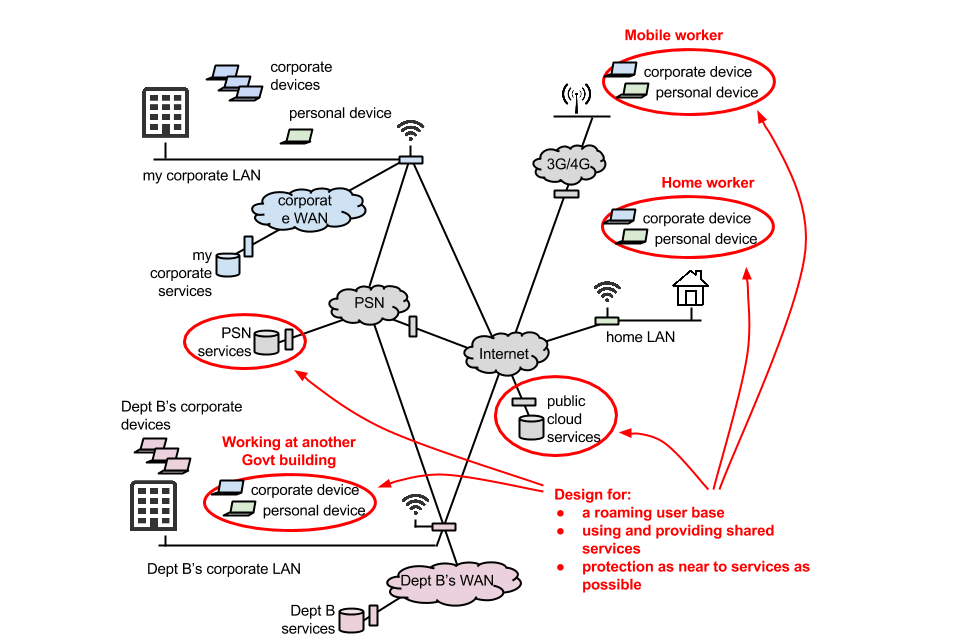 Mobile worker
corporate device
personal device
corporate
devices
personal device
my corporate LAN
3G/4G
Home worker
corporate device
personal device
corporat
e WAN
my
corporate
services
PSN
home LAN
PSN
services
Internet
public
cloud
services
Dept B's corporate
devices
Working at another
Govt building
corporate device
personal device
Dept B's corporate LAN
Dept B's WAN
Dept B
services
Design for:
● a roaming user base
● using and providing shared
services
● protection as near to services as
possible